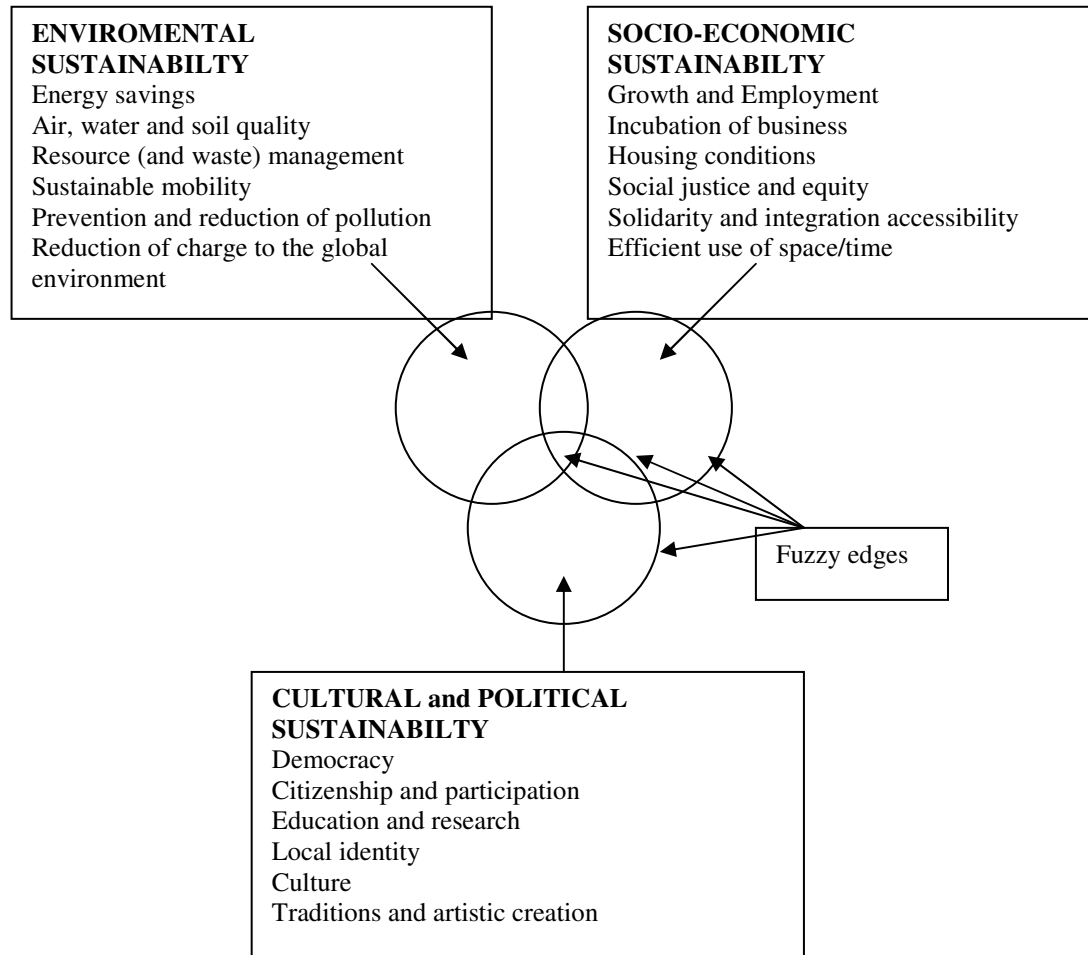 ENVIROMENTAL
SUSTAINABILTY
Energy savings
Air, water and soil quality
Resource (and waste) management
Sustainable mobility
Prevention and reduction of pollution
Reduction of charge to the global
environment
SOCIO-ECONOMIC
SUSTAINABILTY
Growth and Employment
Incubation of business
Housing conditions
Social justice and equity
Solidarity and integration accessibility
Efficient use of space/time
Fuzzy edges
CULTURAL and POLITICAL
SUSTAINABILTY
Democracy
Citizenship and participation
Education and research
Local identity
Culture
Traditions and artistic creation